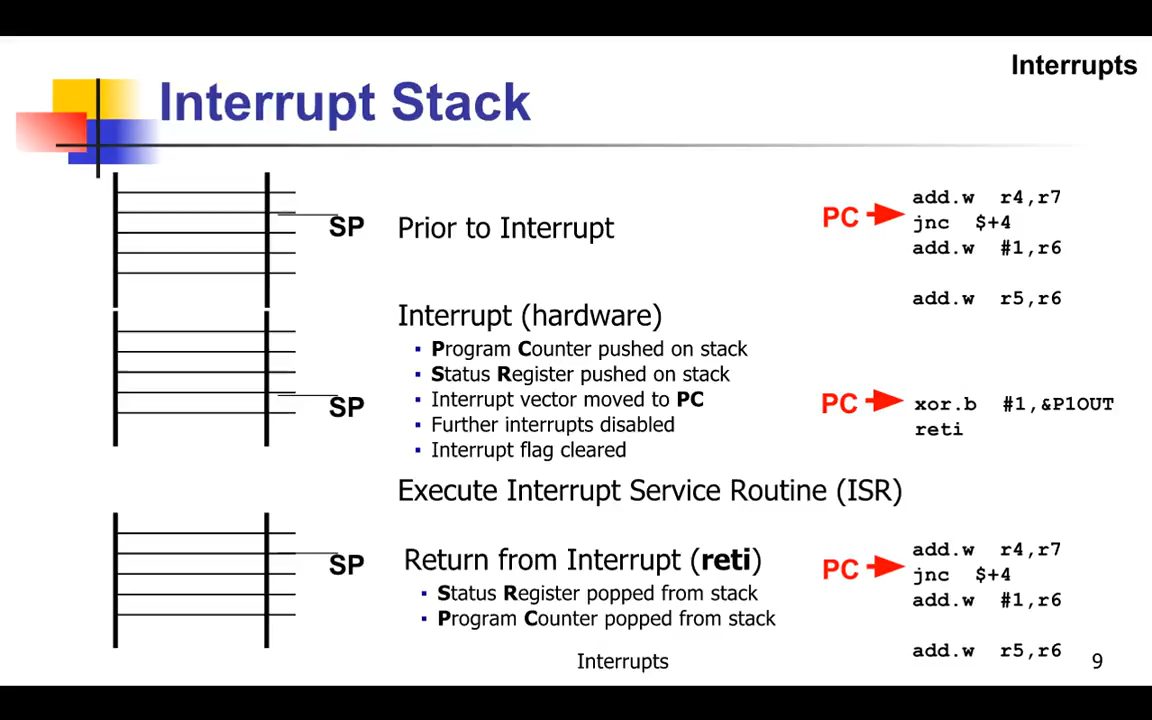 Interrupts
Interrupt Stack
SP
Prior to Interrupt
PC
add.w r4,r7
jnc $+4
add.w #1,r6
add.w r5,r6
Interrupt (hardware)
▪ Program Counter pushed on stack
▪ Status Register pushed on stack
▪ Interrupt vector moved to PC
▪ Further interrupts disabled
▪ Interrupt flag cleared
SP
PC
xor.b #1,&P1OUT
reti
Execute Interrupt Service Routine (ISR)
SP
Return from Interrupt (reti)
▪ Status Register popped from stack
▪ Program Counter popped from stack
PC
add.w r4,r7
jnc $+4
add.w #1,r6
add.w r5,r6
Interrupts
9